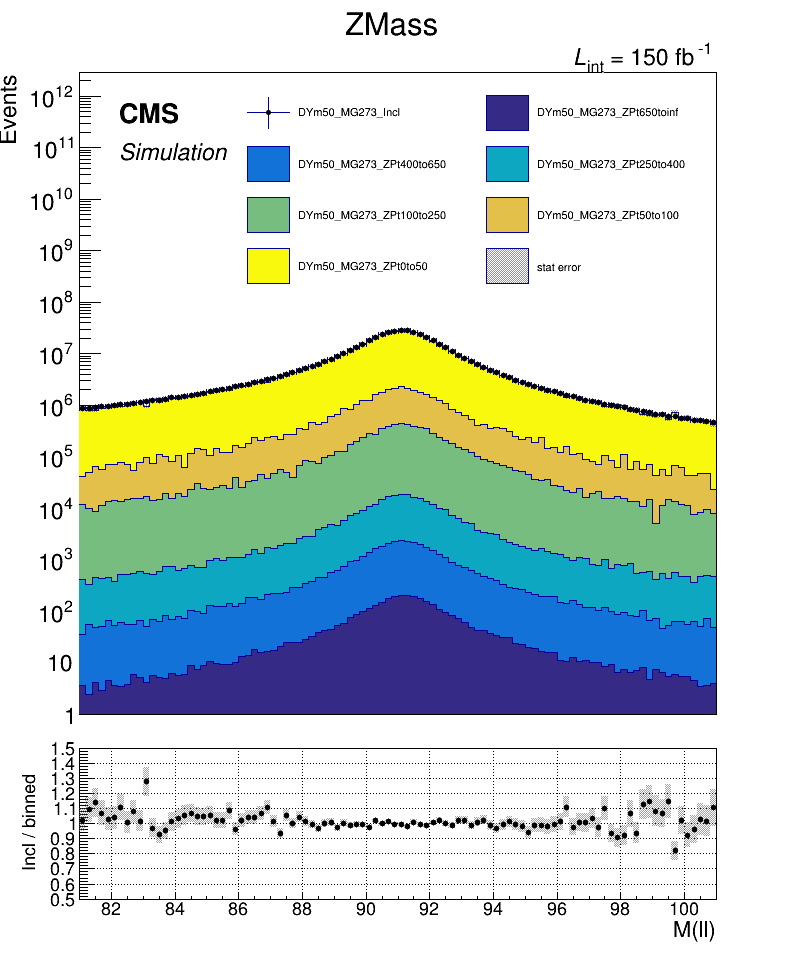 ZMass
L_int = 150 fb^-1
Events
CMS
Simulation
DYm50_MG273_Incl
DYm50_MG273_ZPt650toinf
DYm50_MG273_ZPt400to650
DYm50_MG273_ZPt250to400
DYm50_MG273_ZPt100to250
DYm50_MG273_ZPt50to100
DYm50_MG273_ZPt0to50
stat error
10^12
10^11
10^10
10^9
10^8
10^7
10^6
10^5
10^4
10^3
10^2
10
1
Incl / binned
1.5
1.4
1.3
1.2
1.1
1
0.9
0.8
0.7
0.6
0.5
82 84 86 88 90 92 94 96 98 100
M(ll)